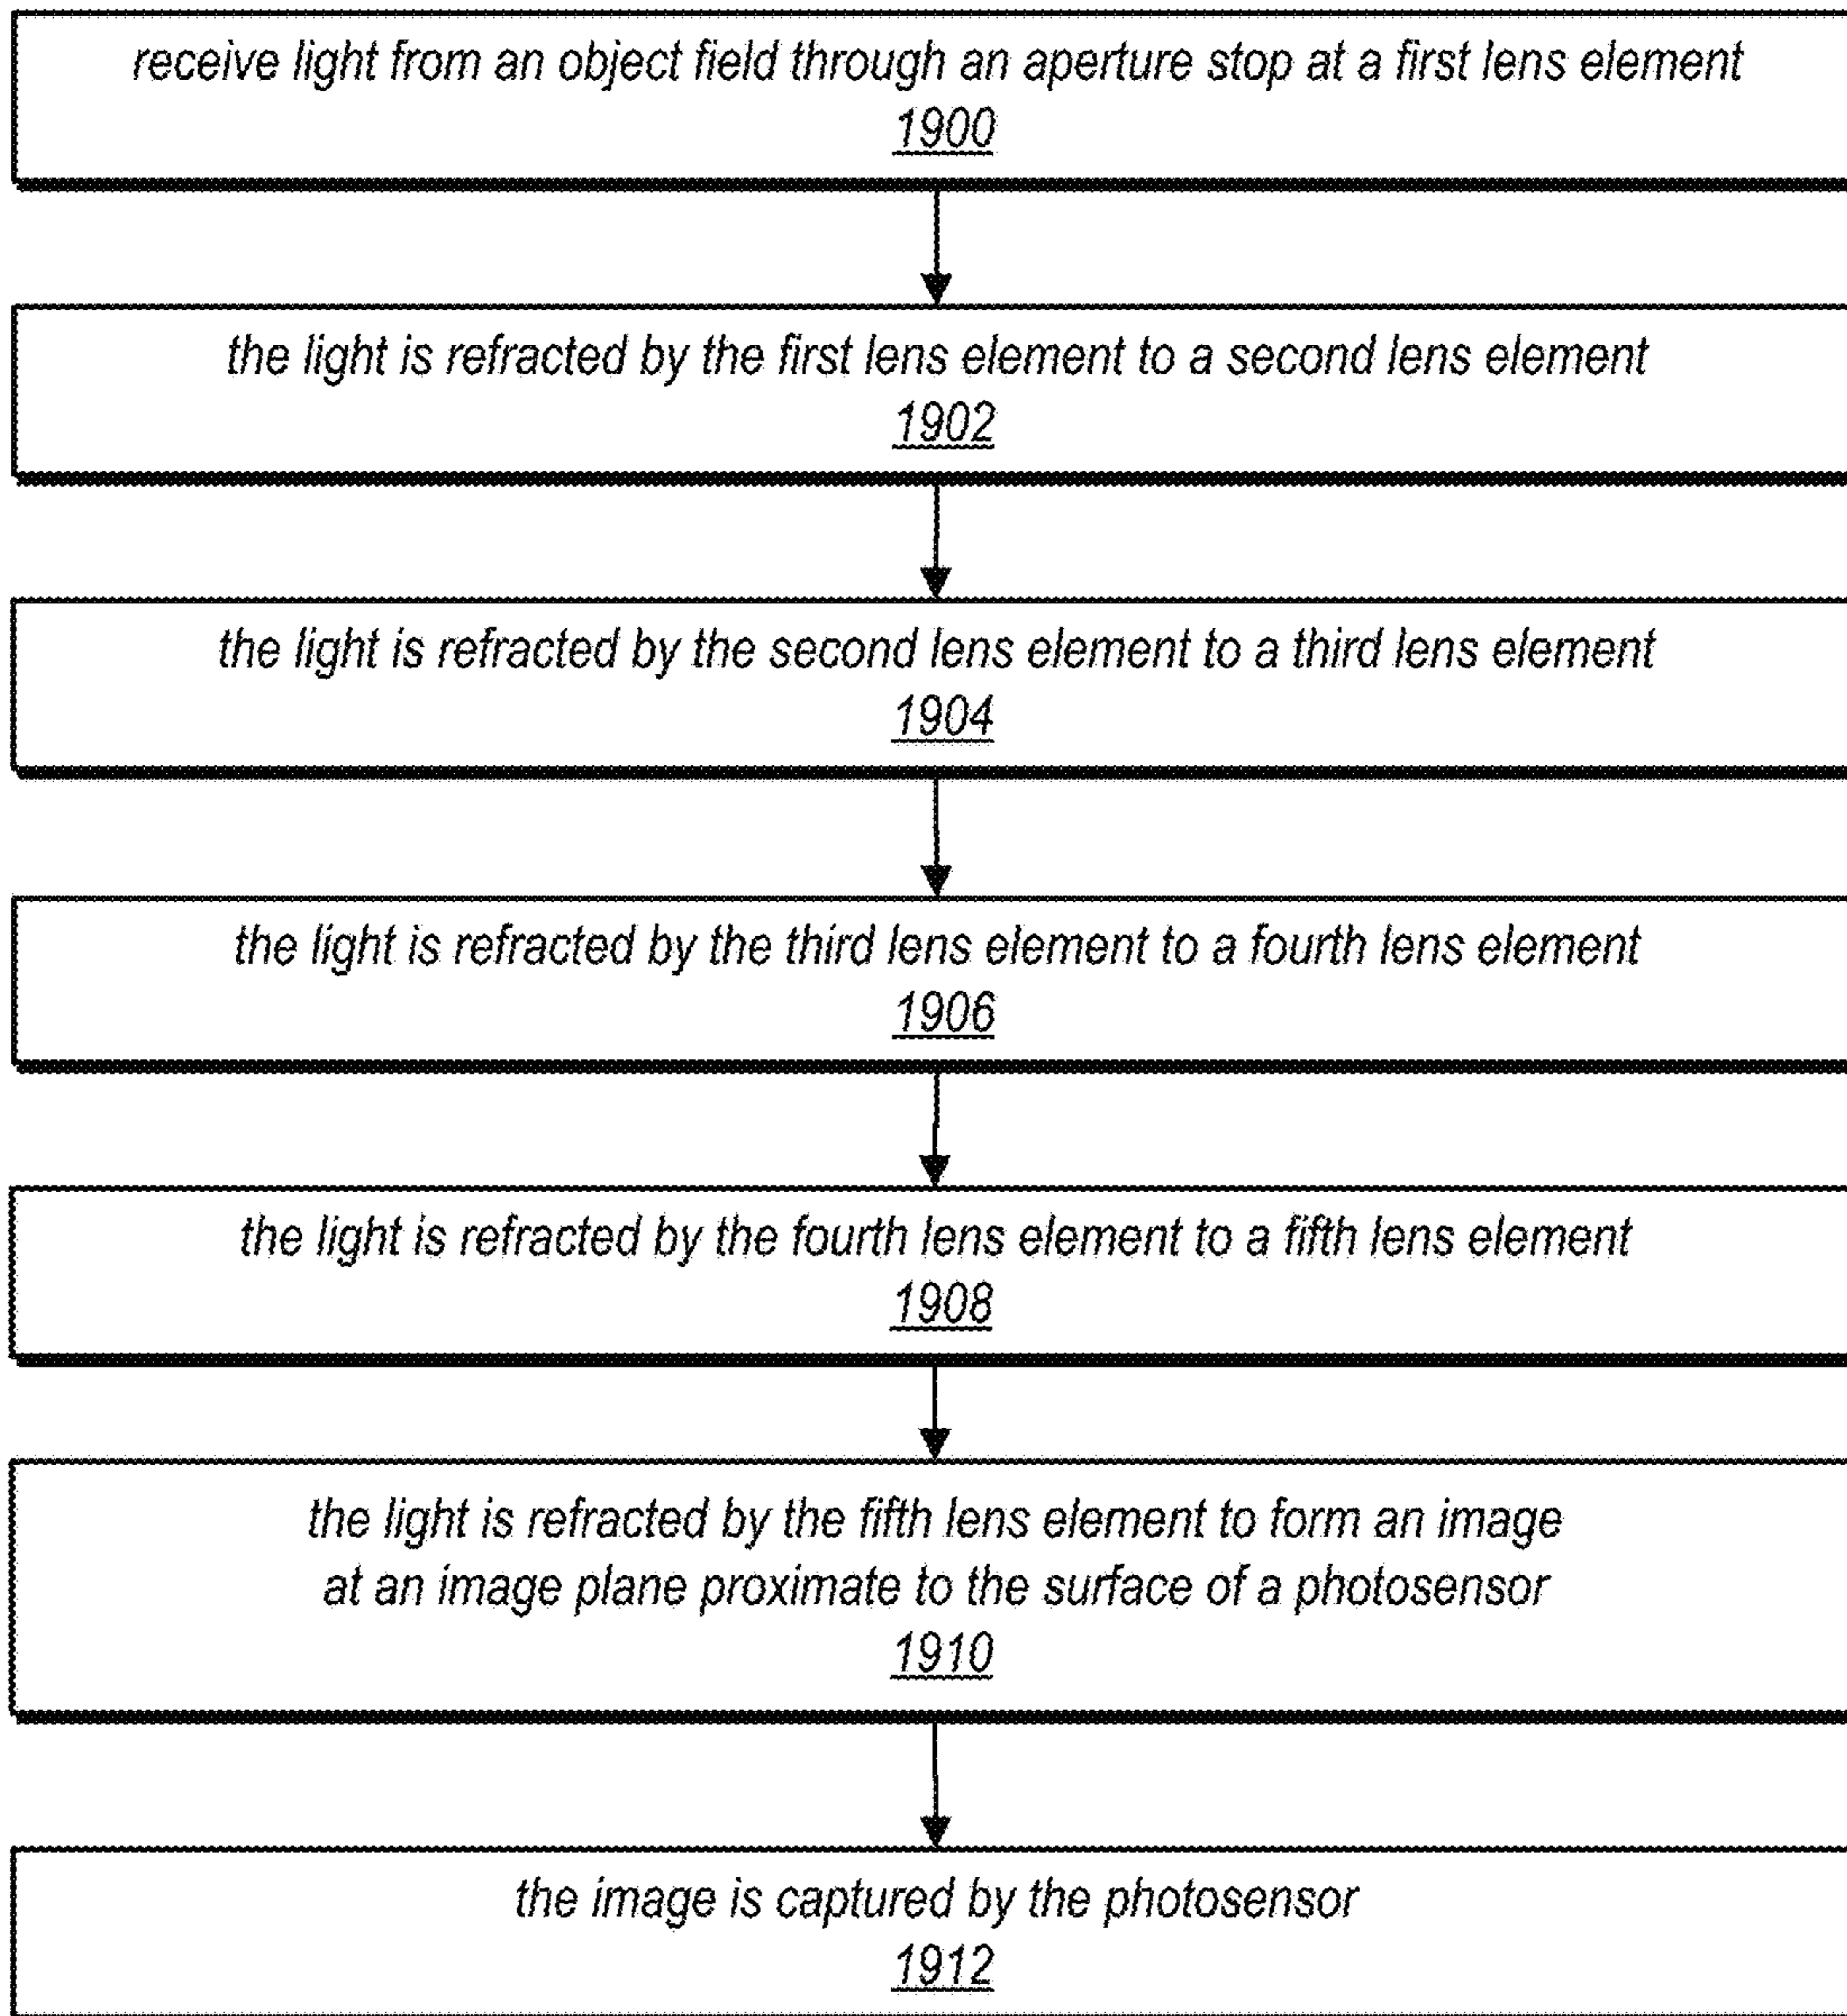 receive light from an object field through an aperture stop at a first lens element
1900
the light is refracted by the first lens element to a second lens element
1902
the light is refracted by the second lens element to a third lens element
1904
the light is refracted by the third lens element to a fourth lens element
1906
the light is refracted by the fourth lens element to a fifth lens element
1908
the light is refracted by the fifth lens element to form an image
at an image plane proximate to the surface of a photosensor
1910
the image is captured by the photosensor
1912